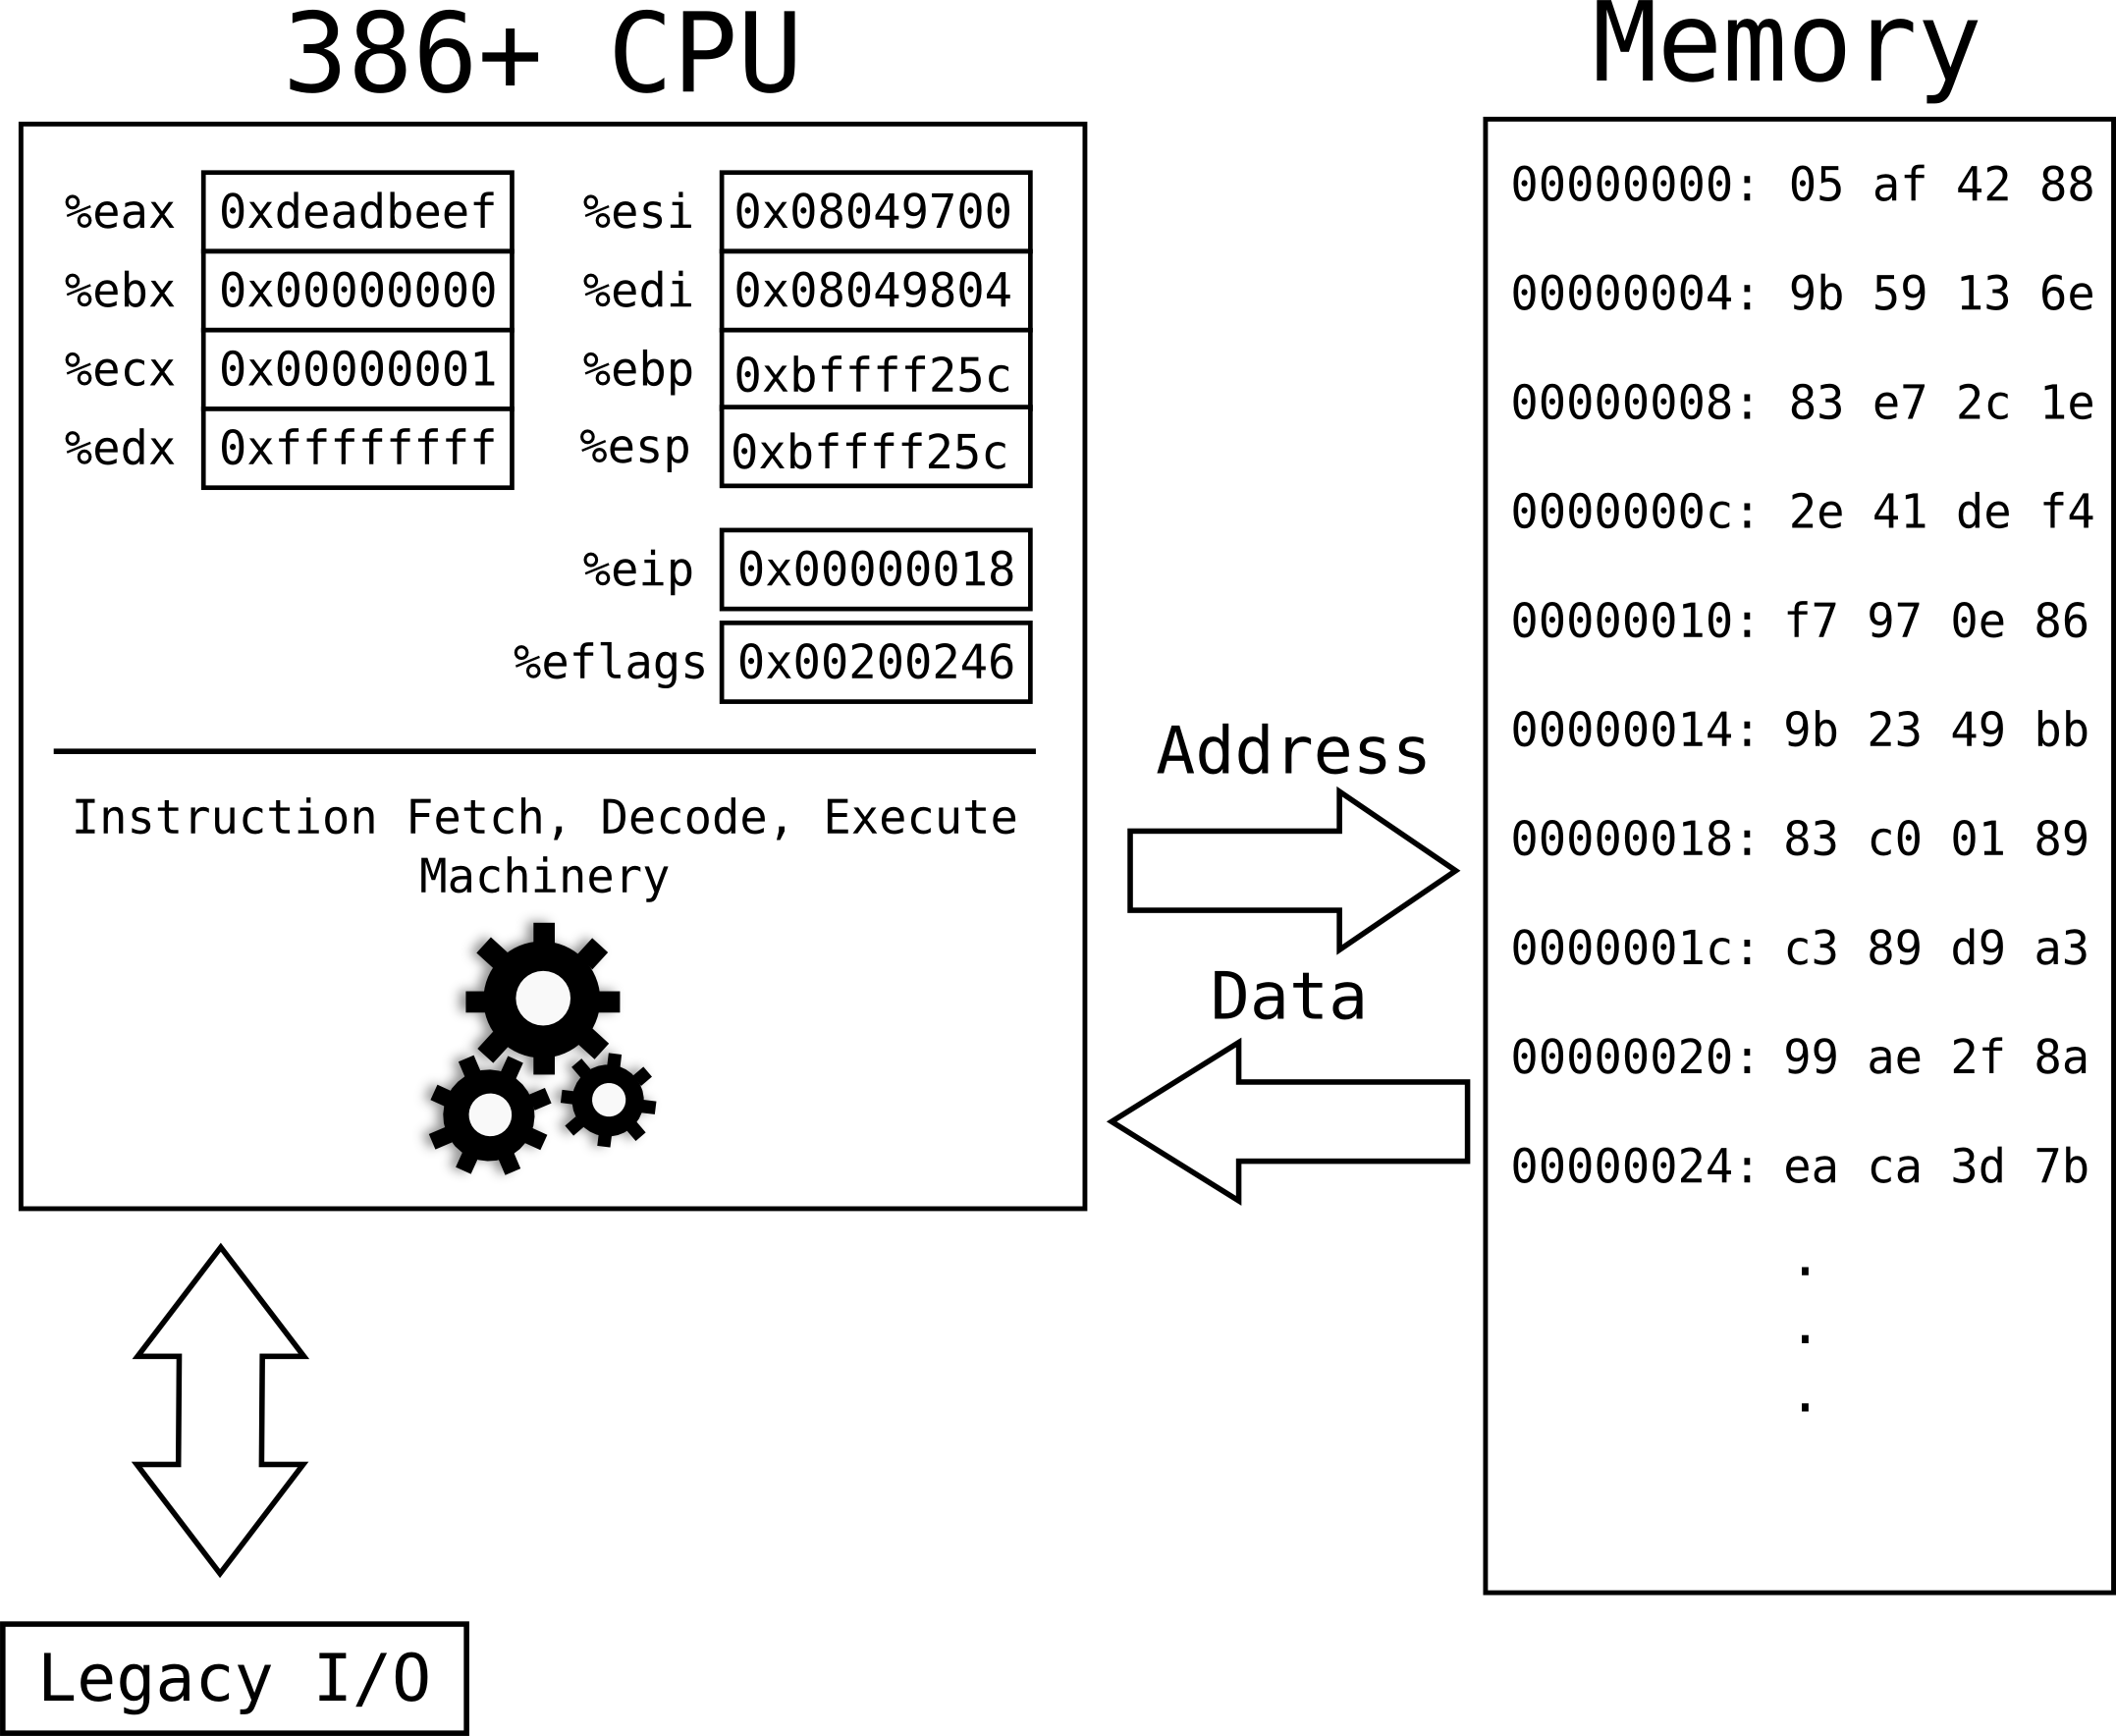 386+ CPU
%eax 0xdeadbeef %esi 0x08049700
%ebx 0x00000000 %edi 0x08049804
%ecx 0x00000001 %ebp 0xbffff25c
%edx 0xffffffff %esp 0xbffff25c
%eip 0x00000018
%eflags 0x00200246
Instruction Fetch, Decode, Execute
Machinery
Address
Data
Memory
00000000: 05 af 42 88
00000004: 9b 59 13 6e
00000008: 83 e7 2c 1e
0000000c: 2e 41 de f4
00000010: f7 97 0e 86
00000014: 9b 23 49 bb
00000018: 83 c0 01 89
0000001c: c3 89 d9 a3
00000020: 99 ae 2f 8a
00000024: ea ca 3d 7b
.
.
.
Legacy I/O